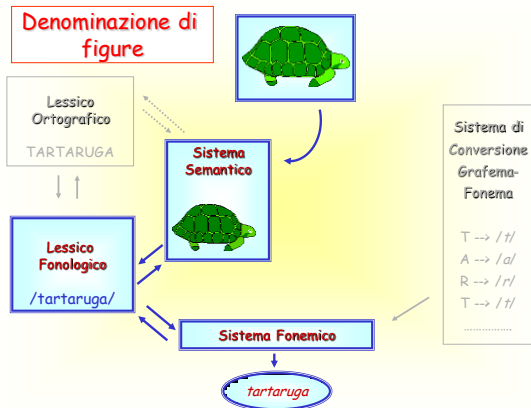 Denominazione di
figure
Lessico
Ortografico
TARTARUGA
Sistema
Semantico
Sistema di
Conversione
Grafema-
Fonema
T --> /t/
A --> /a/
R --> /r/
T --> /t/
................
Lessico
Fonologico
/tartaruga/
Sistema Fonemico
tartaruga